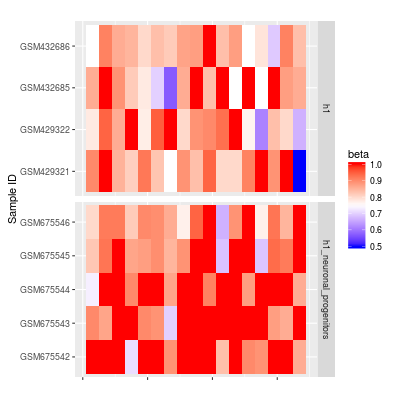 GSM432686
GSM432685
GSM429322
GSM429321
h1
GSM675546
GSM675545
GSM675544
GSM675543
GSM675542
h1_neuronal_progenitors
Sample ID
beta
1.0
0.9
0.8
0.7
0.6
0.5